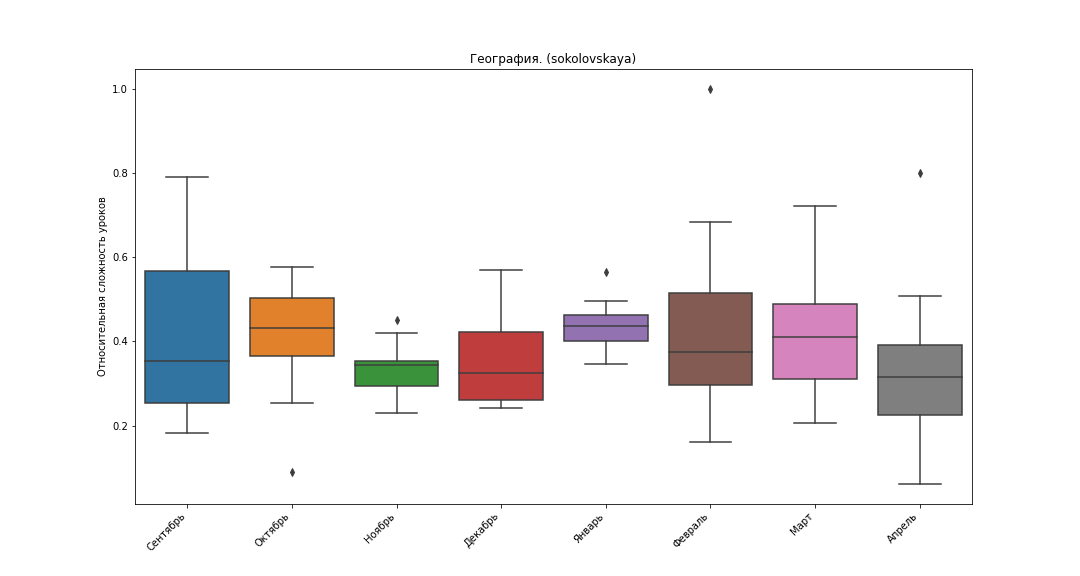 География. (sokolovskaya)
Относительная сложность уроков
1.0
0.8
0.6
0.4
0.2
Сентябрь
Октябрь
Ноябрь
Декабрь
Январь
Февраль
Март
Апрель